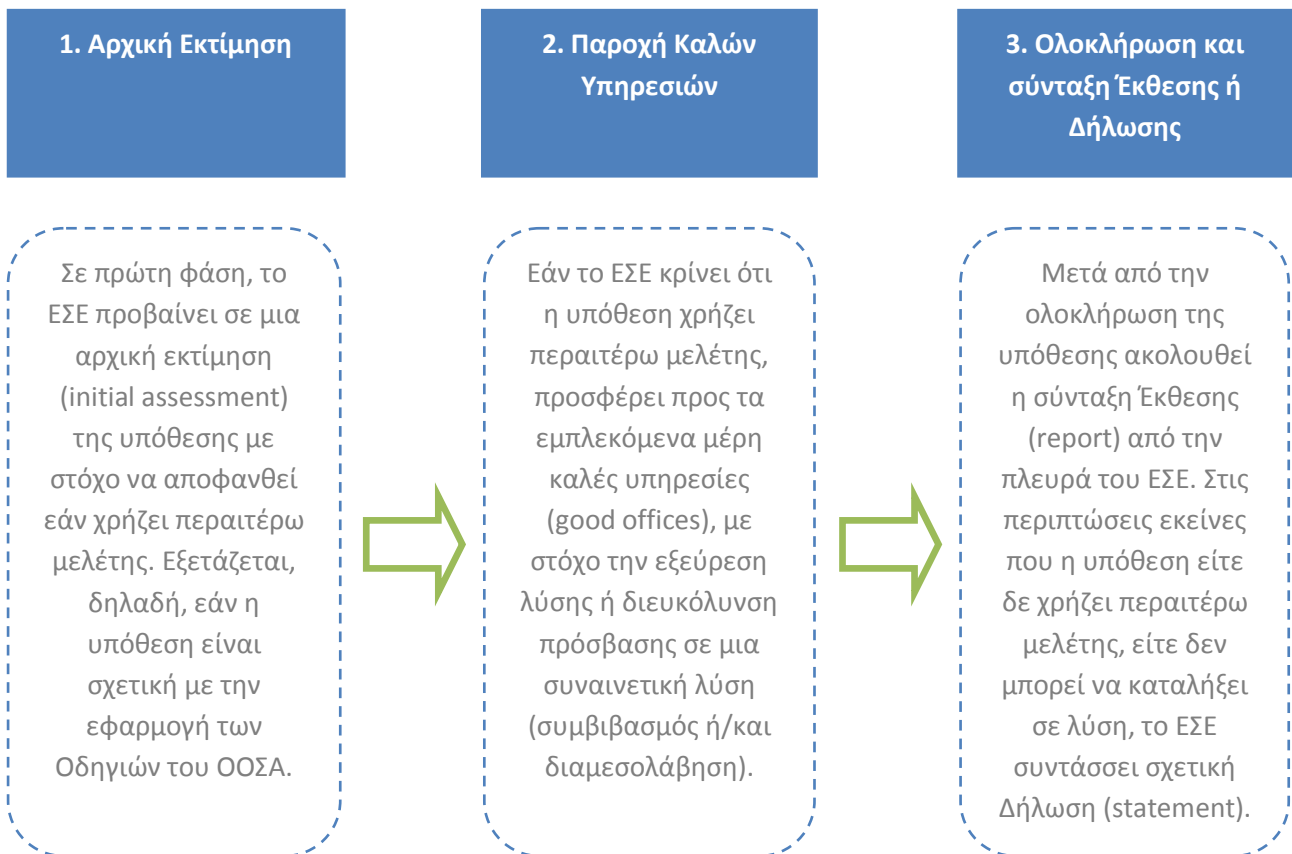 1. Αρχική Εκτίμηση
2. Παροχή Καλών
Υπηρεσιών
3. Ολοκλήρωση και
σύνταξη Έκθεσης ή
Δήλωσης
Σε πρώτη φάση, το
ΕΣΕ προβαίνει σε μια
αρχική εκτίμηση
(initial assessment)
της υπόθεσης με
στόχο να αποφανθεί
εάν χρήζει περαιτέρω
μελέτης. Εξετάζεται,
δηλαδή, εάν η
υπόθεση είναι
σχετική με την
εφαρμογή των
Οδηγιών του ΟΟΣΑ.
Εάν το ΕΣΕ κρίνει ότι
η υπόθεση χρήζει
περαιτέρω μελέτης,
προσφέρει προς τα
εμπλεκόμενα μέρη
καλές υπηρεσίες
(good offices), με
στόχο την εξεύρεση
λύσης ή διευκόλυνση
πρόσβασης σε μια
συναινετική λύση
(συμβιβασμός ή/και
διαμεσολάβηση).
Μετά από την
ολοκλήρωση της
υπόθεσης ακολουθεί
η σύνταξη Έκθεσης
(report) από την
πλευρά του ΕΣΕ. Στις
περιπτώσεις εκείνες
που η υπόθεση είτε
δε χρήζει περαιτέρω
μελέτης, είτε δεν
μπορεί να καταλήξει
σε λύση, το ΕΣΕ
συντάσσει σχετική
Δήλωση (statement).